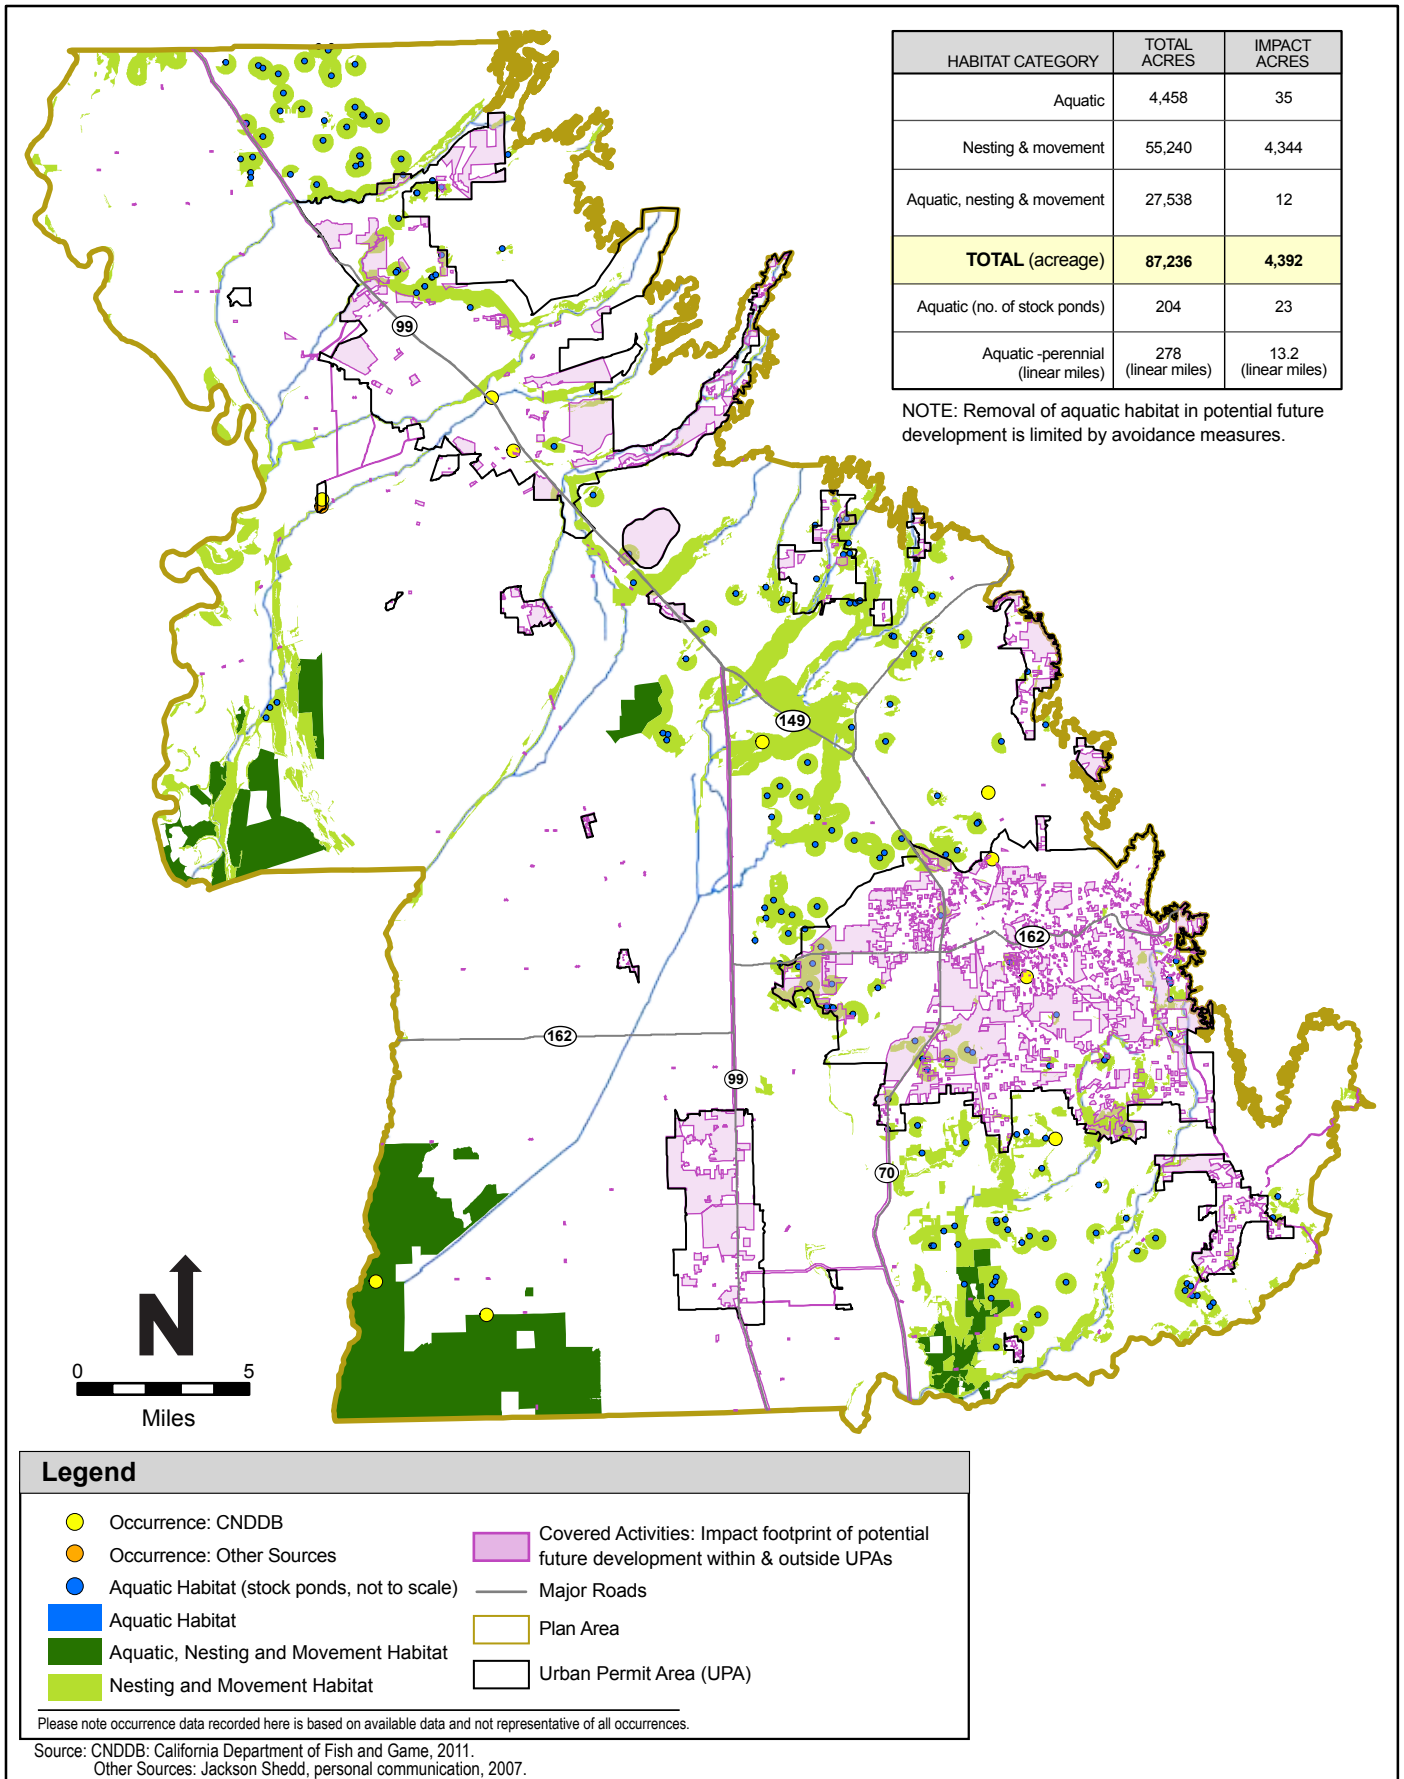 HABITAT CATEGORY
TOTAL ACRES
IMPACT ACRES
Aquatic 4,458 35
Nesting & movement 55,240 4,344
Aquatic, nesting & movement 27,538 12
TOTAL (acreage) 87,236 4,392
Aquatic (no. of stock ponds) 204 23
Aquatic -perennial (linear miles) 278 (linear miles) 13.2 (linear miles)
NOTE: Removal of aquatic habitat in potential future
development is limited by avoidance measures.
99
149
162
162
99
70
N
0 5
Miles
Legend
Occurrence: CNDDB
Occurrence: Other Sources
Aquatic Habitat (stock ponds, not to scale)
Aquatic Habitat
Aquatic, Nesting and Movement Habitat
Nesting and Movement Habitat
Covered Activities: Impact footprint of potential
future development within & outside UPAs
Major Roads
Plan Area
Urban Permit Area (UPA)
Please note occurrence data recorded here is based on available data and not representative of all occurrences.
Source: CNDDB: California Department of Fish and Game, 2011.
Other Sources: Jackson Shedd, personal communication, 2007.